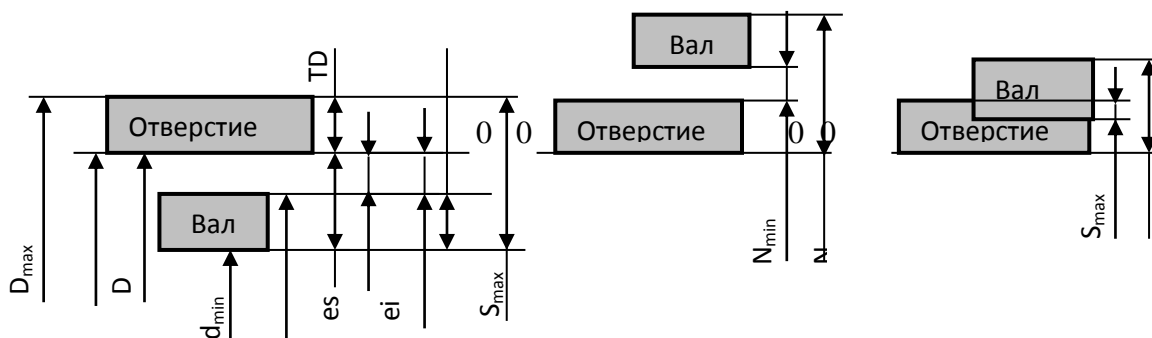 Вал
TD
Вал
Отверстие
0 0
Отверстие
0 0
Отверстие
Вал
D_max
D
d_min
es
ei
S_max
N_min
N
S_max